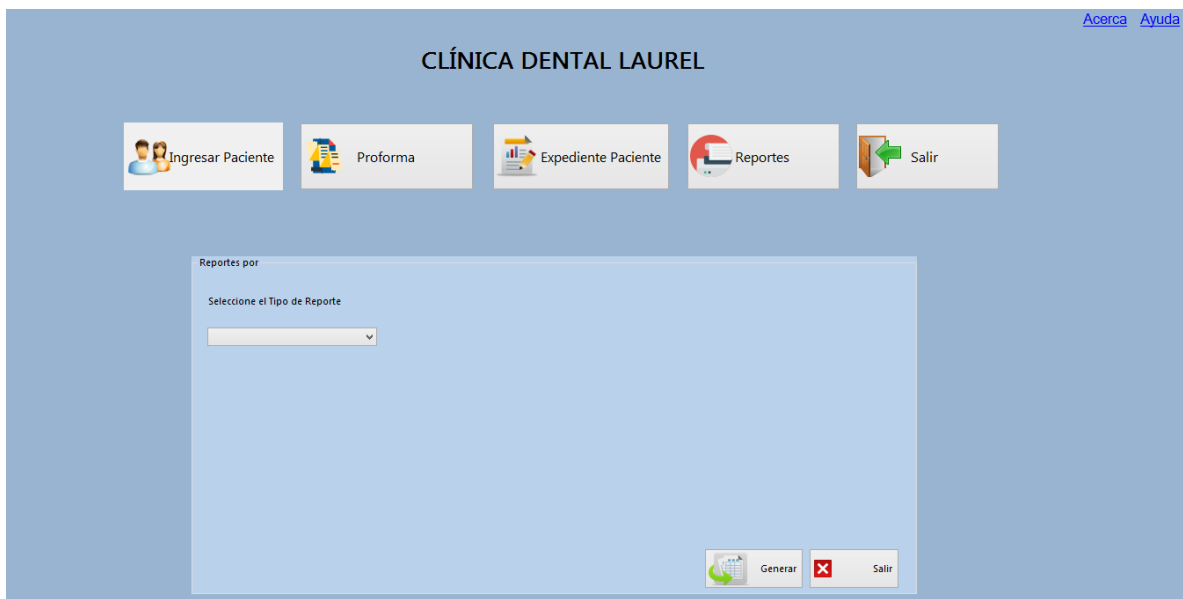 Acerca Ayuda
CLÍNICA DENTAL LAUREL
Ingresar Paciente Proforma Expediente Paciente Reportes Salir
Reportes por
Seleccione el Tipo de Reporte
Generar Salir